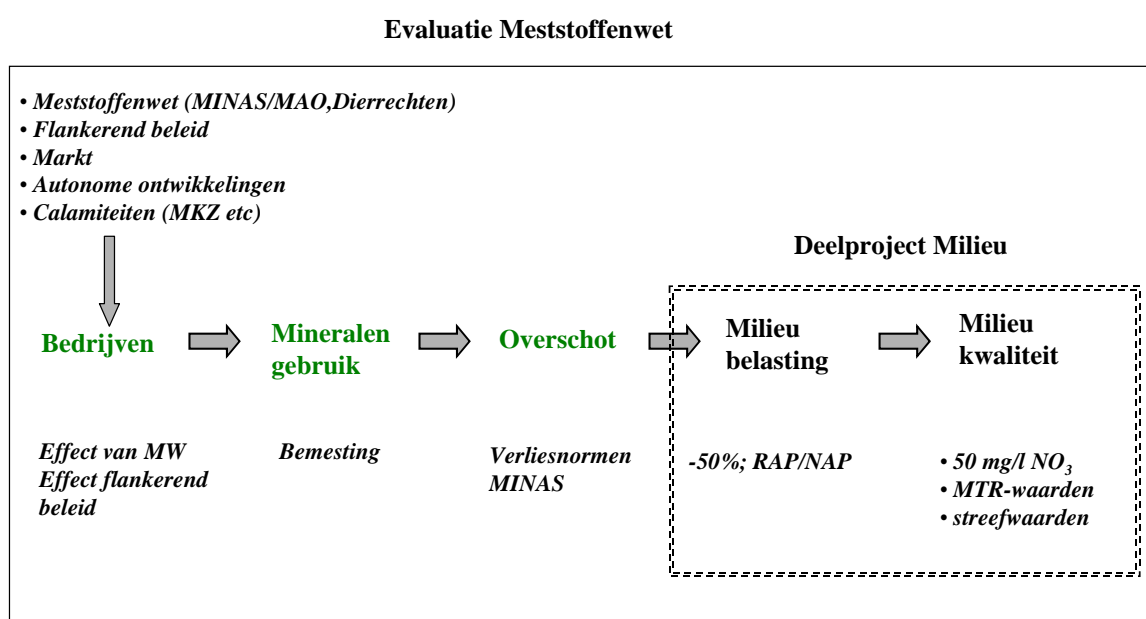 Evaluatie Meststoffenwet
• Meststoffenwet (MINAS/MAO,Dierrechten)
• Flankerend beleid
• Markt
• Autonome ontwikkelingen
• Calamiteiten (MKZ etc)
Deelproject Milieu
Bedrijven
Mineralen
gebruik
Overschot
Milieu
belasting
Milieu
kwaliteit
Effect van MW
Effect flankerend
beleid
Bemesting
Verliesnormen
MINAS
-50%; RAP/NAP
• 50 mg/l NO₃
• MTR-waarden
• streefwaarden